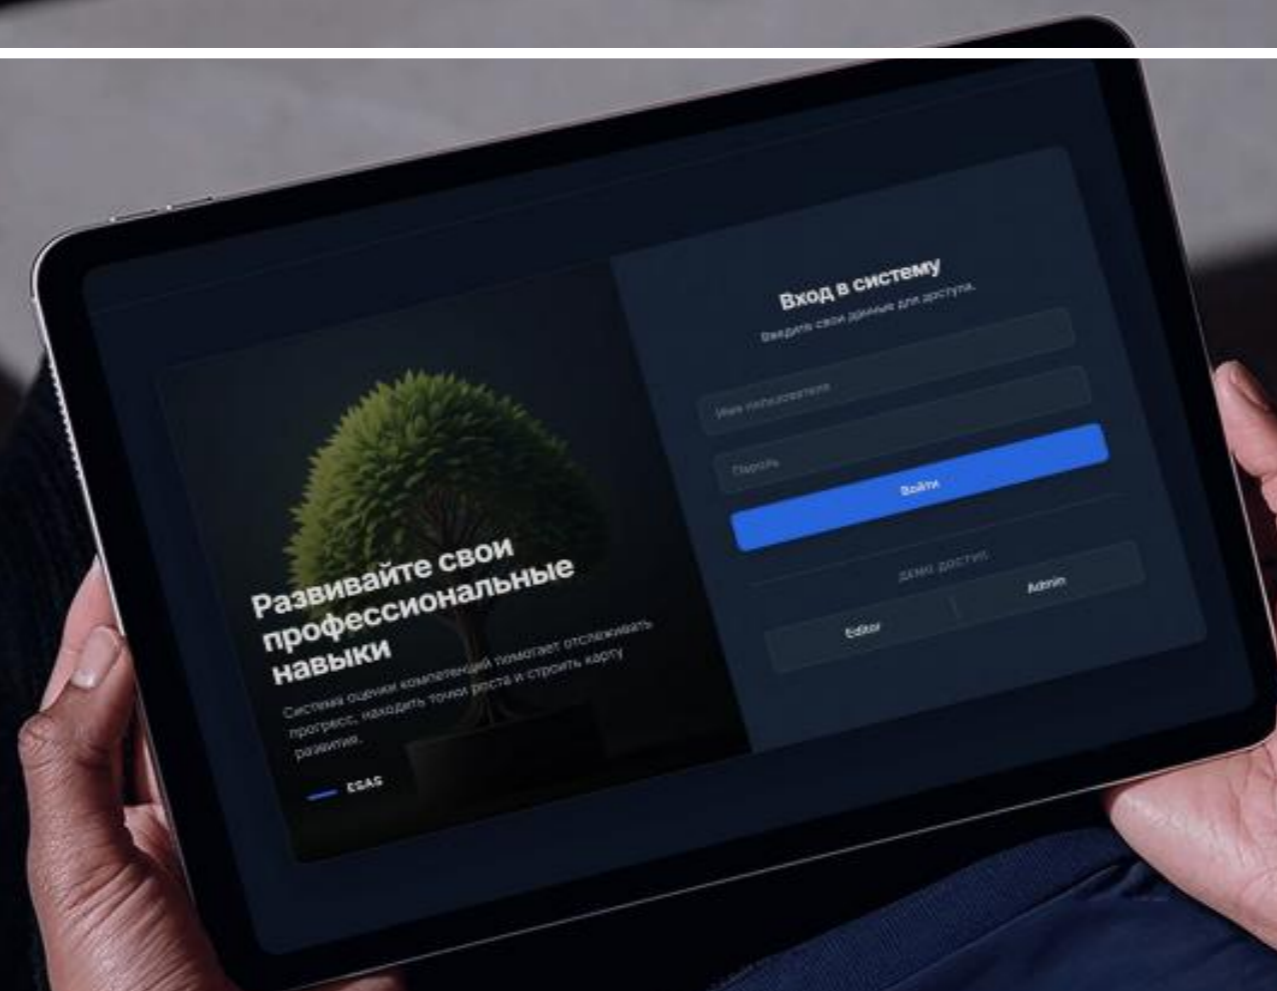 Развивайте свои
профессиональные
навыки
Система оценки компетенций помогает отслеживать
прогресс, находить точки роста и строить карту
развития.
ESAS
Вход в систему
Введите свои данные для доступа.
Имя пользователя
Пароль
Войти
ДЕМО ДОСТУП
Editor
Admin